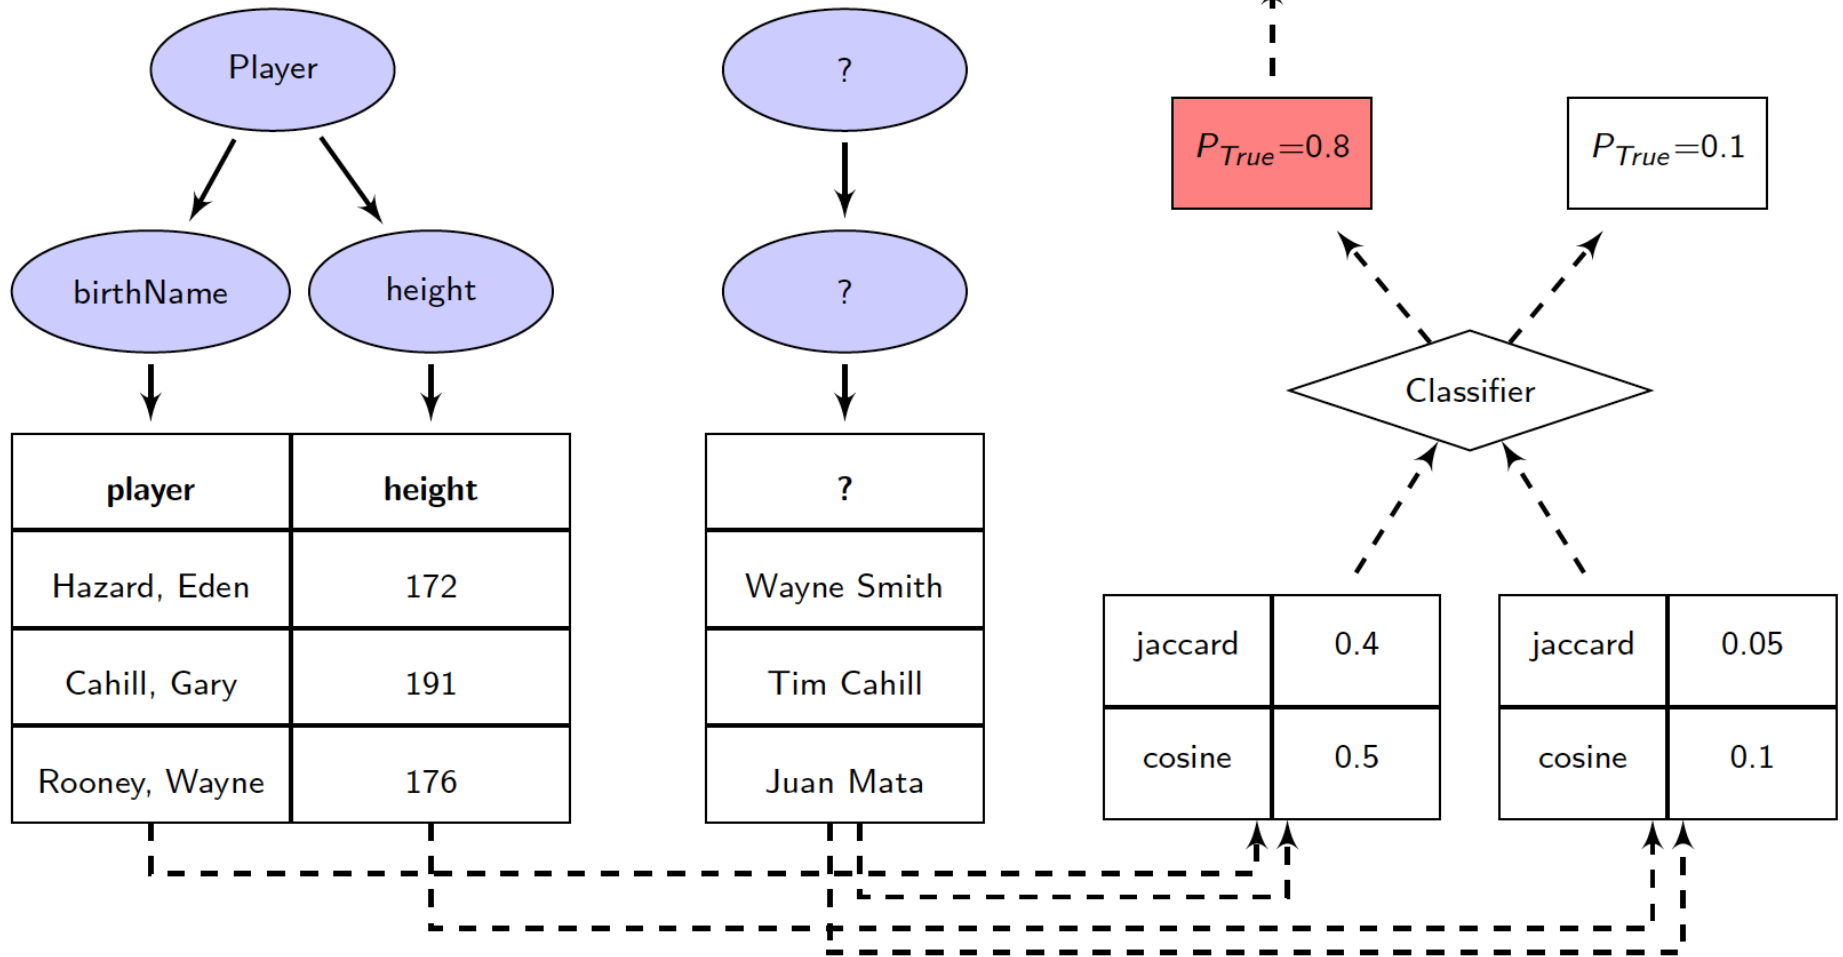 Player
?
P_True=0.8
P_True=0.1
birthName
height
?
Classifier
player
height
?
Hazard, Eden
172
Wayne Smith
Cahill, Gary
191
Tim Cahill
Rooney, Wayne
176
Juan Mata
jaccard
0.4
cosine
0.5
jaccard
0.05
cosine
0.1